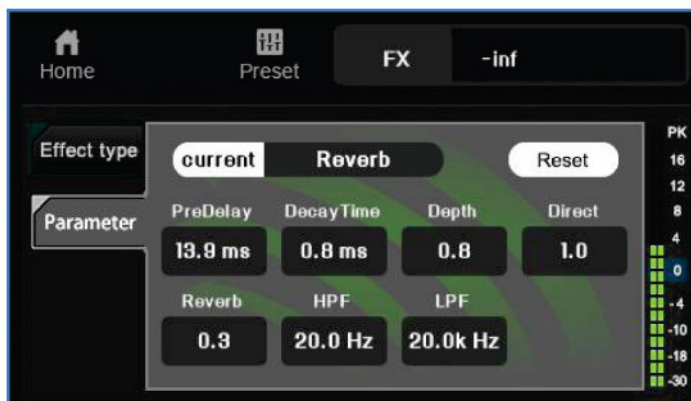 Home
Preset
FX
-inf
Effect type
Parameter
current
Reverb
Reset
PreDelay
DecayTime
Depth
Direct
13.9 ms
0.8 ms
0.8
1.0
Reverb
HPF
LPF
0.3
20.0 Hz
20.0k Hz
PK
16
12
8
4
0
-4
-10
-18
-30